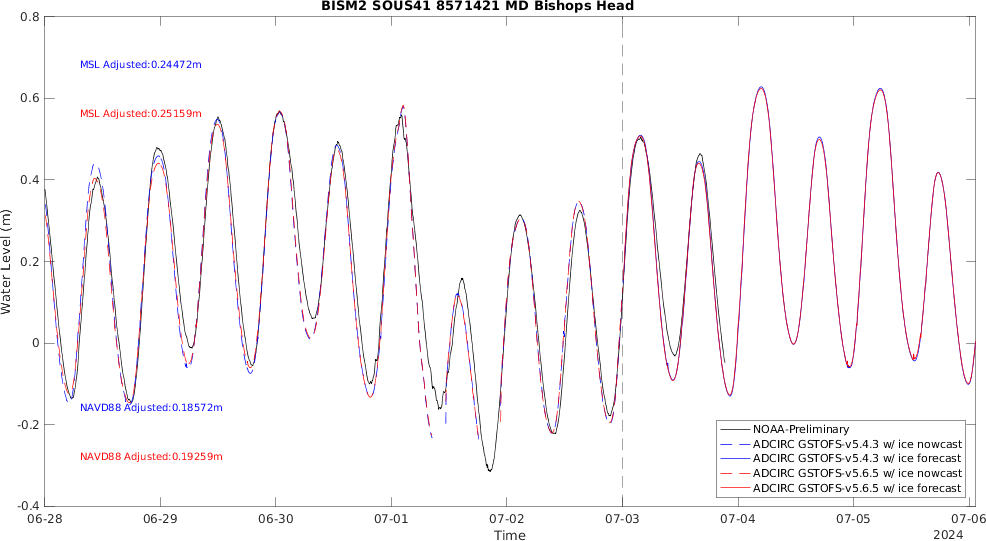 BISM2 SOUS41 8571421 MD Bishops Head
0.8
0.6
0.4
0.2
0
-0.2
-0.4
Water Level (m)
MSL Adjusted:0.24472m
MSL Adjusted:0.25159m
NAVD88 Adjusted:0.18572m
NAVD88 Adjusted:0.19259m
NOAA-Preliminary
ADCIRC GSTOFS-v5.4.3 w/ ice nowcast
ADCIRC GSTOFS-v5.4.3 w/ ice forecast
ADCIRC GSTOFS-v5.6.5 w/ ice nowcast
ADCIRC GSTOFS-v5.6.5 w/ ice forecast
06-28 06-29 06-30 07-01 07-02 07-03 07-04 07-05 07-06
Time
2024